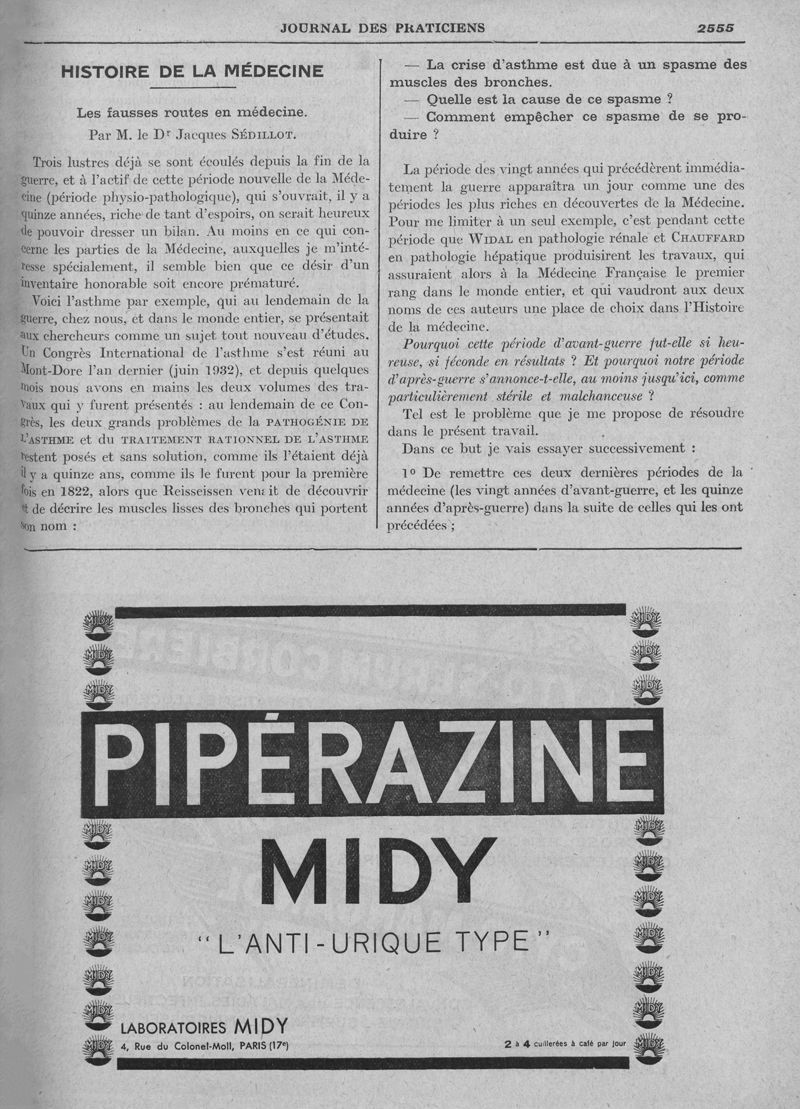 JOURNAL DES PRATICIENS 2555
HISTOIRE DE LA MÉDECINE
Les fausses routes en médecine.
Par M. le Dr Jacques SÉDILLOT.
Trois lustres déjà se sont écoulés depuis la fin de la
guerre, et à l'actif de cette période nouvelle de la Méde-
cine (période physio-pathologique), qui s'ouvrait, il y a
quinze années, riche de tant d'espoirs, on serait heureux
de pouvoir dresser un bilan. Au moins en ce qui con-
cerne les parties de la Médecine, auxquelles je m'inté-
resse spécialement, il semble bien que ce désir d'un
inventaire honorable soit encore prématuré.
Voici l'asthme par exemple, qui au lendemain de la
guerre, chez nous, et dans le monde entier, se présentait
aux chercheurs comme un sujet tout nouveau d'études.
Un Congrès International de l'asthme s'est réuni au
Mont-Dore l'an dernier (juin 1932), et depuis quelques
mois nous avons en mains les deux volumes des tra-
vaux qui y furent présentés : au lendemain de ce Con-
grès, les deux grands problèmes de la PATHOGÉNIE DE
L'ASTHME et du TRAITEMENT RATIONNEL DE L'ASTHME
restent posés et sans solution, comme ils l'étaient déjà
il y a quinze ans, comme ils le furent pour la première
fois en 1822, alors que Reisseissen venait de découvrir
et de décrire les muscles lisses des bronches qui portent
son nom :
— La crise d'asthme est due à un spasme des
muscles des bronches.
— Quelle est la cause de ce spasme ?
— Comment empêcher ce spasme de se pro-
duire ?
La période des vingt années qui précédèrent immédia-
tement la guerre apparaîtra un jour comme une des
périodes les plus riches en découvertes de la Médecine.
Pour me limiter à un seul exemple, c'est pendant cette
période que WIDAL en pathologie rénale et CHAUFFARD
en pathologie hépatique produisirent les travaux, qui
assuraient alors à la Médecine Française le premier
rang dans le monde entier, et qui vaudront aux deux
noms de ces auteurs une place de choix dans l'Histoire
de la médecine.
Pourquoi cette période d'avant-guerre fut-elle si heu-
reuse, si féconde en résultats ? Et pourquoi notre période
d'après-guerre s'annonce-t-elle, au moins jusqu'ici, comme
particulièrement stérile et malchanceuse ?
Tel est le problème que je me propose de résoudre
dans le présent travail.
Dans ce but je vais essayer successivement :
1º De remettre ces deux dernières périodes de la
médecine (les vingt années d'avant-guerre, et les quinze
années d'après-guerre) dans la suite de celles qui les ont
précédées ;
PIPÉRAZINE
MIDY
"L'ANTI-URIQUE TYPE"
LABORATOIRES MIDY
4, Rue du Colonel-Moll, PARIS (17e)
2 à 4 cuillerées à café par jour